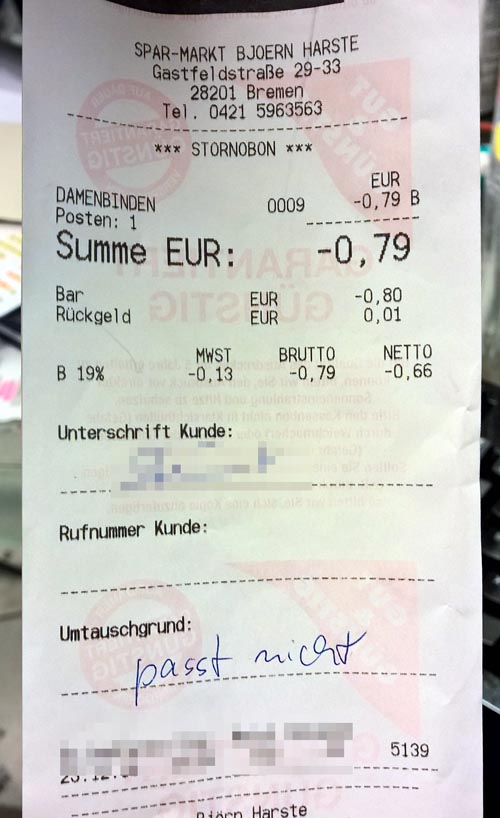 SPAR-MARKT BJOERN HARSTE
Gastfeldstraße 29-33
28201 Bremen
Tel. 0421 5963563
*** STORNOBON ***
EUR
DAMENBINDEN 0009 -0,79 B
Posten: 1
Summe EUR: -0,79
Bar EUR -0,80
Rückgeld EUR 0,01
MWST BRUTTO NETTO
B 19% -0,13 -0,79 -0,66
Unterschrift Kunde:
Rufnummer Kunde:
Umtauschgrund:
passt nicht
5139
Björn Harste